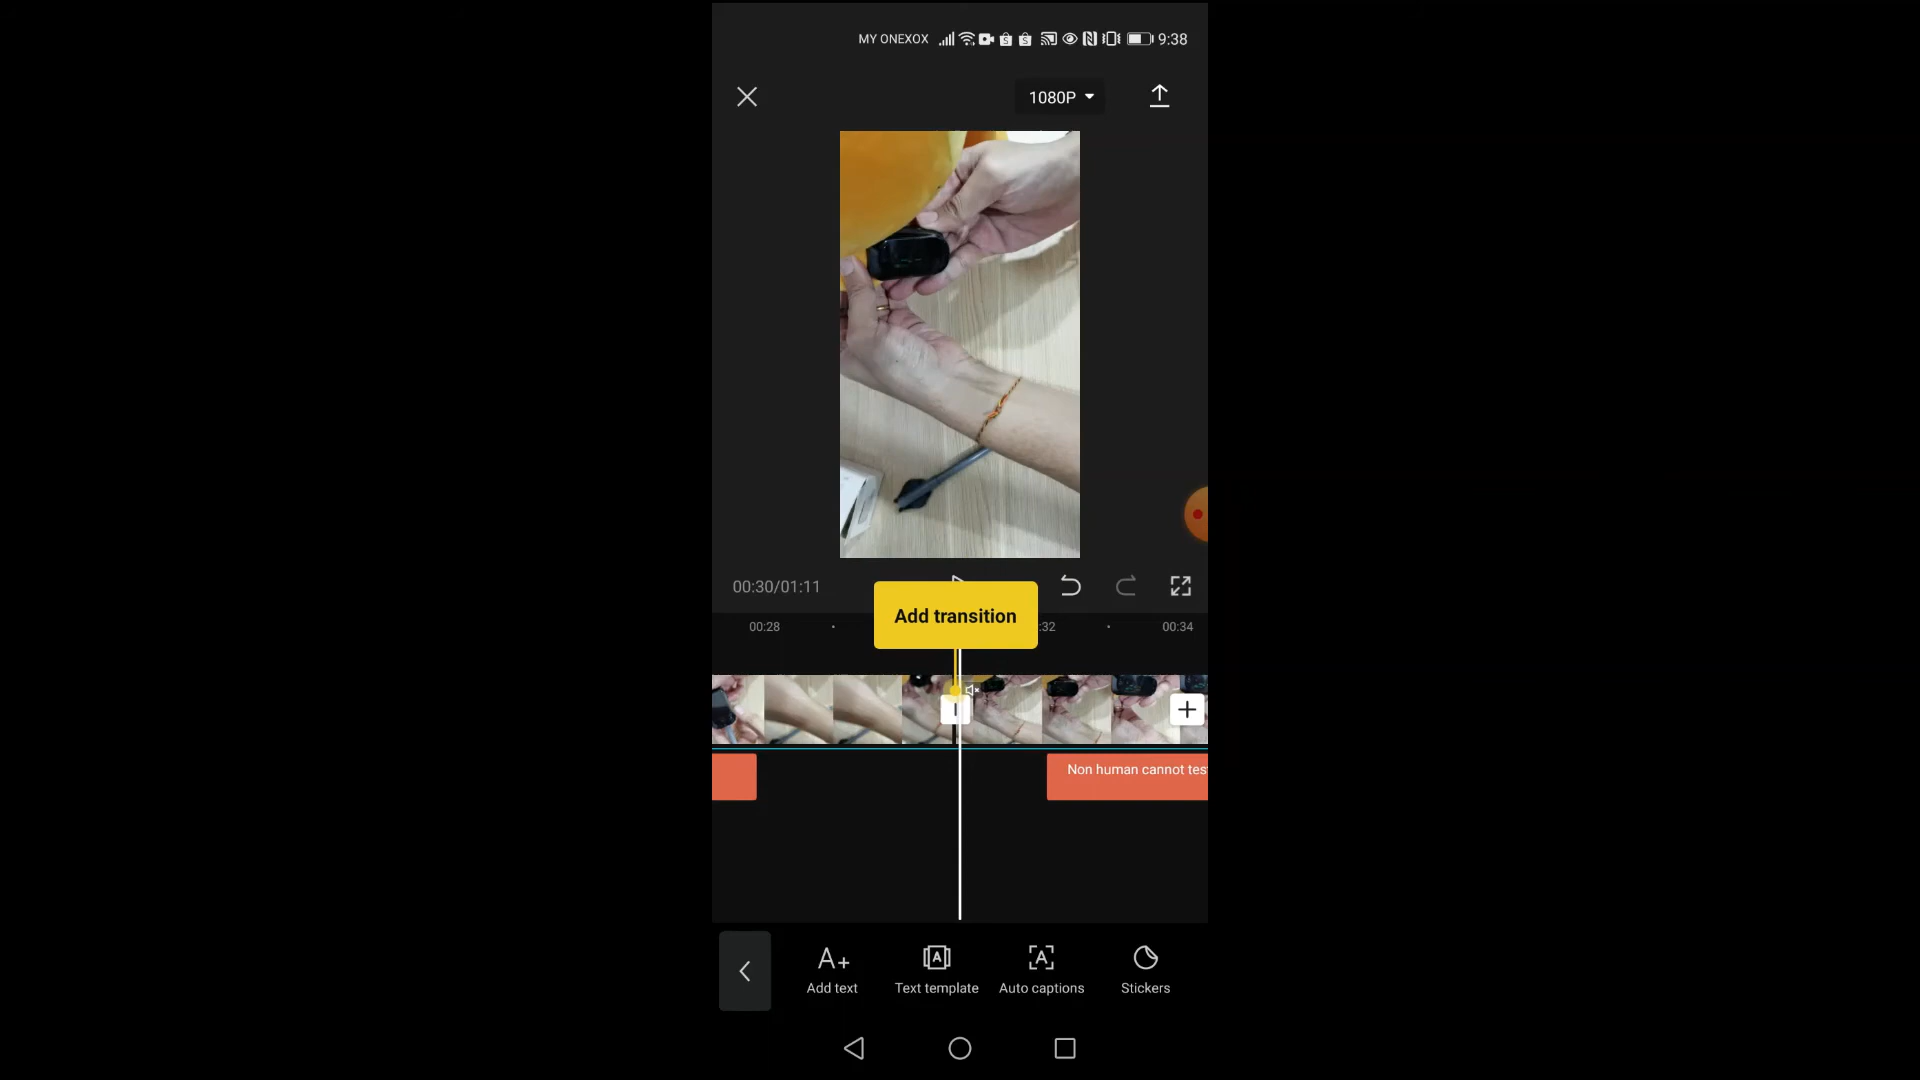 MY ONEXOX 9:38
1080P
00:30/01:11
Add transition
00:28 :32 00:34
Non human cannot tes
Add text Text template Auto captions Stickers